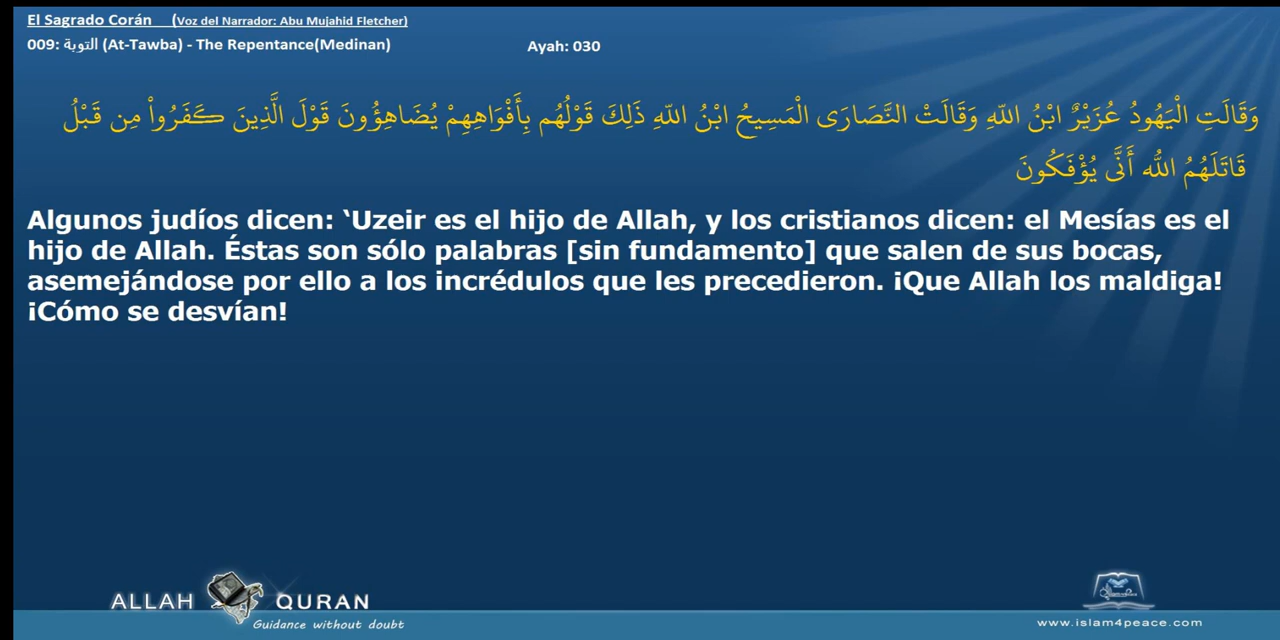 El Sagrado Corán (Voz del Narrador: Abu Mujahid Fletcher)
009: التوبة (At-Tawba) - The Repentance(Medinan) Ayah: 030
وَقَالَتِ الْيَهُودُ عُزَيْرٌ ابْنُ اللّهِ وَقَالَتْ النَّصَارَى الْمَسِيحُ ابْنُ اللّهِ ذَلِكَ قَوْلُهُم بِأَفْوَاهِهِمْ يُضَاهِؤُونَ قَوْلَ الَّذِينَ كَفَرُواْ مِن قَبْلُ
قَاتَلَهُمُ اللّه أَنَّى يُؤْفَكُونَ
Algunos judíos dicen: ‘Uzeir es el hijo de Allah, y los cristianos dicen: el Mesías es el
hijo de Allah. Éstas son sólo palabras [sin fundamento] que salen de sus bocas,
asemejándose por ello a los incrédulos que les precedieron. ¡Que Allah los maldiga!
¡Cómo se desvían!
ALLAH QURAN
Guidance without doubt
www.islam4peace.com